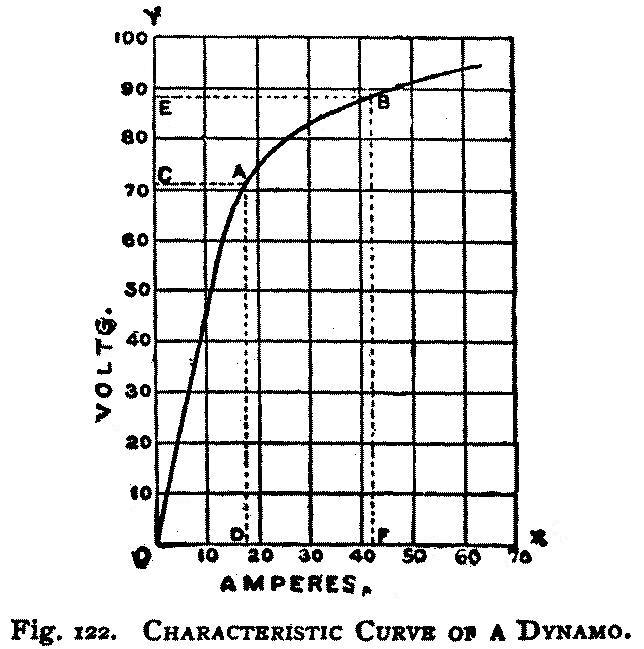 Y
100
90
E
B
80
C
A
70
60
50
40
30
20
10
VOLTG.
O
D
F
X
10 20 30 40 50 60 70
AMPERES.
Fig. 122. CHARACTERISTIC CURVE OF A DYNAMO.